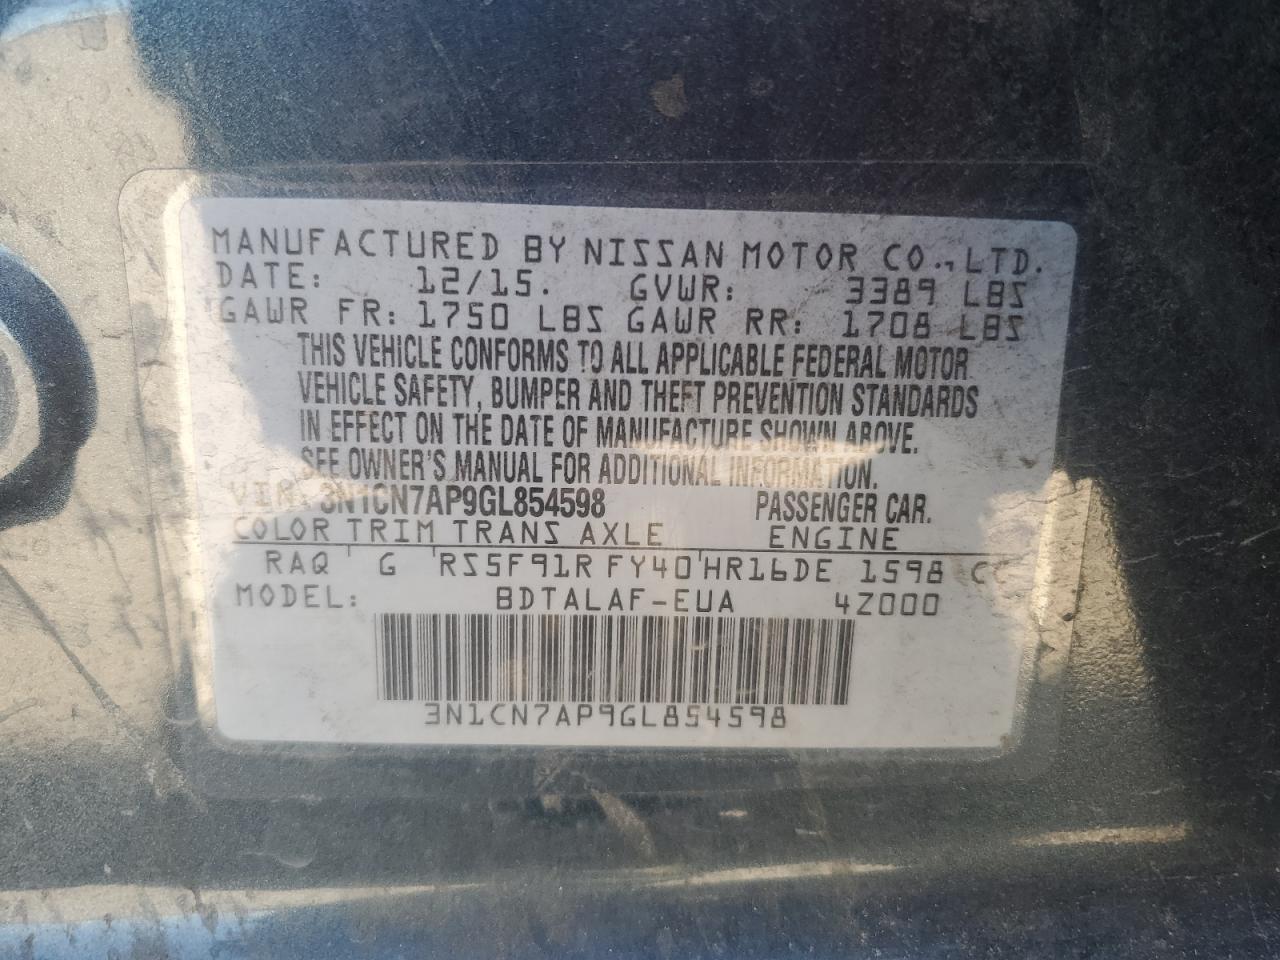 MANUFACTURED BY NISSAN MOTOR CO., LTD.
DATE: 12/15. GVWR: 3389 LBS
GAWR FR: 1750 LBS GAWR RR: 1708 LBS
THIS VEHICLE CONFORMS TO ALL APPLICABLE FEDERAL MOTOR
VEHICLE SAFETY, BUMPER AND THEFT PREVENTION STANDARDS
IN EFFECT ON THE DATE OF MANUFACTURE SHOWN ABOVE.
SEE OWNER'S MANUAL FOR ADDITIONAL INFORMATION.
VIN: 3N1CN7AP9GL854598 PASSENGER CAR.
COLOR TRIM TRANS AXLE ENGINE
RAQ G RS5F91R FY40 HR16DE 1598 CC
MODEL: BDTALAF-EUA 4Z000
3N1CN7AP9GL854598